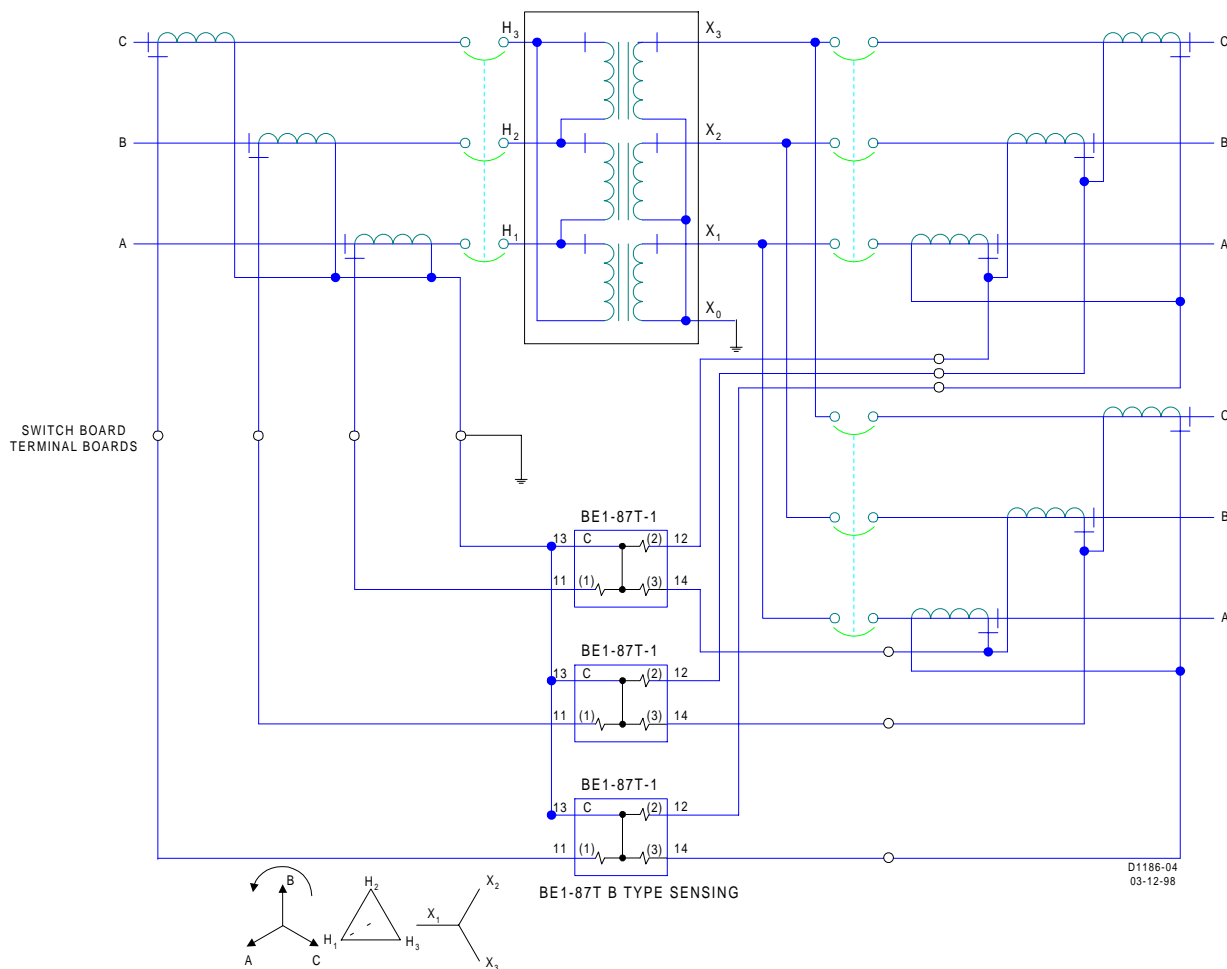 C
H3
X3
C
B
H2
X2
B
A
H1
X1
A
X0
SWITCH BOARD
TERMINAL BOARDS
C
BE1-87T-1
B
13 C (2) 12
11 (1) (3) 14
A
BE1-87T-1
13 C (2) 12
11 (1) (3) 14
BE1-87T-1
13 C (2) 12
11 (1) (3) 14
D1186-04
03-12-98
BE1-87T B TYPE SENSING
B
A
C
H2
H1
H3
X2
X1
X3